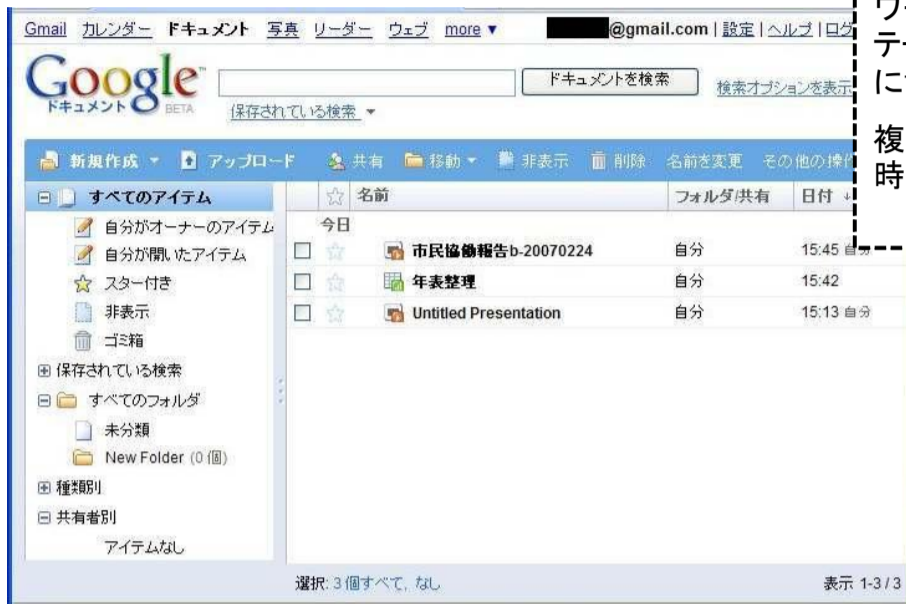 Gmail カレンダー ドキュメント 写真 リーダー ウェブ more ▼ @gmail.com | 設定 | ヘルプ | ログ
Google™
ドキュメント BETA
ドキュメントを検索
検索オプションを表示
保存されている検索
新規作成 アップロード 共有 移動 非表示 削除 名前を変更 その他の操作
すべてのアイテム
自分がオーナーのアイテム
自分が開いたアイテム
スター付き
非表示
ゴミ箱
保存されている検索
すべてのフォルダ
未分類
New Folder (0 個)
種類別
共有者別
アイテムなし
名前 フォルダ/共有 日付 ↓
今日
市民協働報告b-20070224 自分 15:45 自分
年表整理 自分 15:42
Untitled Presentation 自分 15:13 自分
選択: 3 個すべて, なし
表示 1-3 / 3
テ
に
複
時